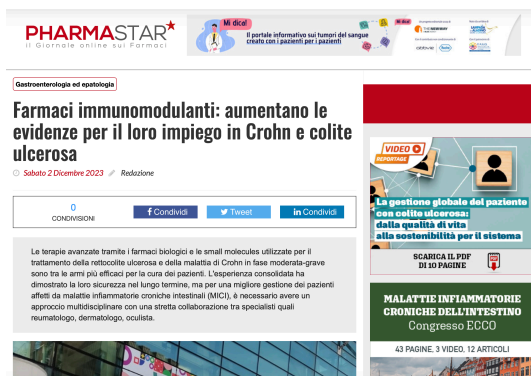 PHARMASTAR
il Giornale online sui Farmaci
Mi dica!
Il portale informativo sui tumori del sangue
creato con i pazienti per i pazienti
Mi dica!
abbvie
Gastroenterologia ed epatologia
Farmaci immunomodulanti: aumentano le
evidenze per il loro impiego in Crohn e colite
ulcerosa
Sabato 2 Dicembre 2023 Redazione
0
CONDIVISIONI
Condividi
Tweet
Condividi
Le terapie avanzate tramite i farmaci biologici e le small molecules utilizzate per il
trattamento della rettocolite ulcerosa e della malattia di Crohn in fase moderata-grave
sono tra le armi più efficaci per la cura dei pazienti. L'esperienza consolidata ha
dimostrato la loro sicurezza nel lungo termine, ma per una migliore gestione dei pazienti
affetti da malattie infiammatorie croniche intestinali (MICI), è necessario avere un
approccio multidisciplinare con una stretta collaborazione tra specialisti quali
reumatologo, dermatologo, oculista.
VIDEO
REPORTAGE
La gestione globale del paziente
con colite ulcerosa:
dalla qualità di vita
alla sostenibilità per il sistema
SCARICA IL PDF
DI 10 PAGINE
MALATTIE INFIAMMATORIE
CRONICHE DELL'INTESTINO
Congresso ECCO
43 PAGINE, 3 VIDEO, 12 ARTICOLI